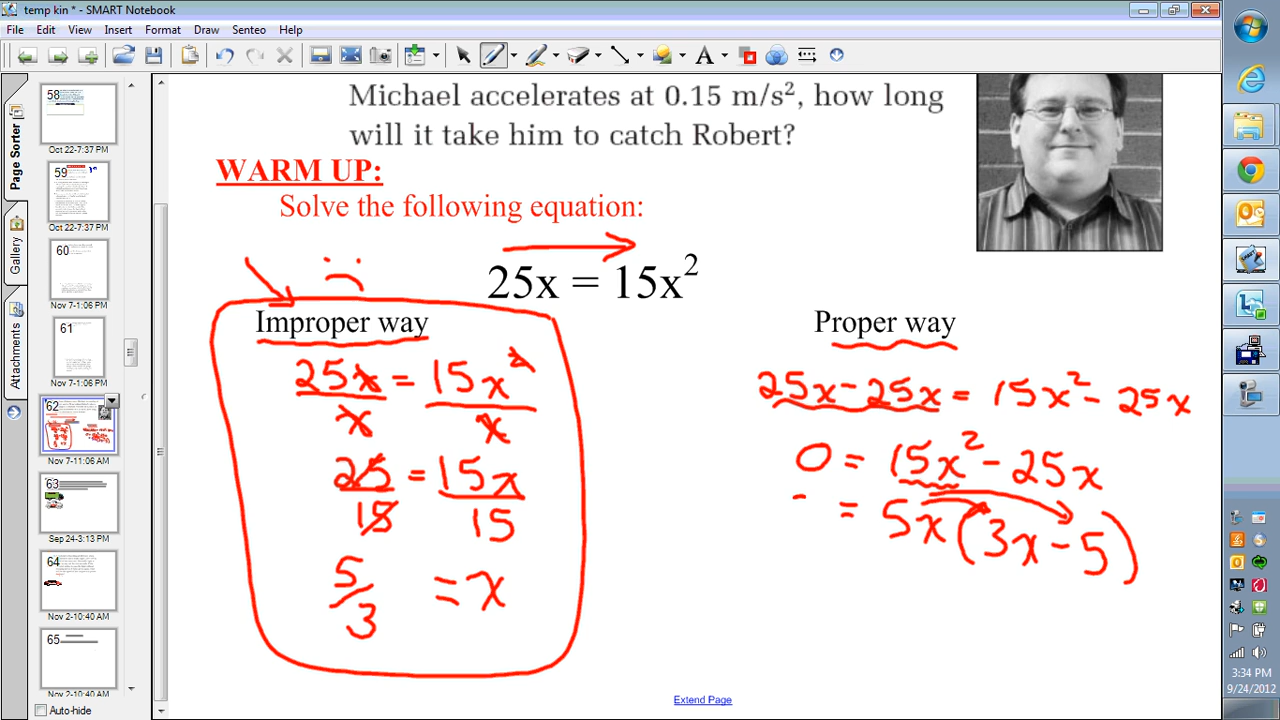 temp kin * - SMART Notebook
File Edit View Insert Format Draw Senteo Help
Page Sorter
Gallery
Attachments
58
Oct 22-7:37 PM
59
Oct 22-7:37 PM
60
Nov 7-1:06 PM
61
Nov 7-1:06 PM
62
Nov 7-11:06 AM
63
Sep 24-3:13 PM
64
Nov 2-10:40 AM
65
Nov 2-10:40 AM
Auto-hide
Michael accelerates at 0.15 m/s², how long
will it take him to catch Robert?
WARM UP:
Solve the following equation:
25x = 15x²
Improper way
25x = 15x²
x x
25 = 15x
15 15
5/3 = x
Proper way
25x - 25x = 15x² - 25x
0 = 15x² - 25x
= 5x(3x - 5)
Extend Page
3:34 PM
9/24/2012